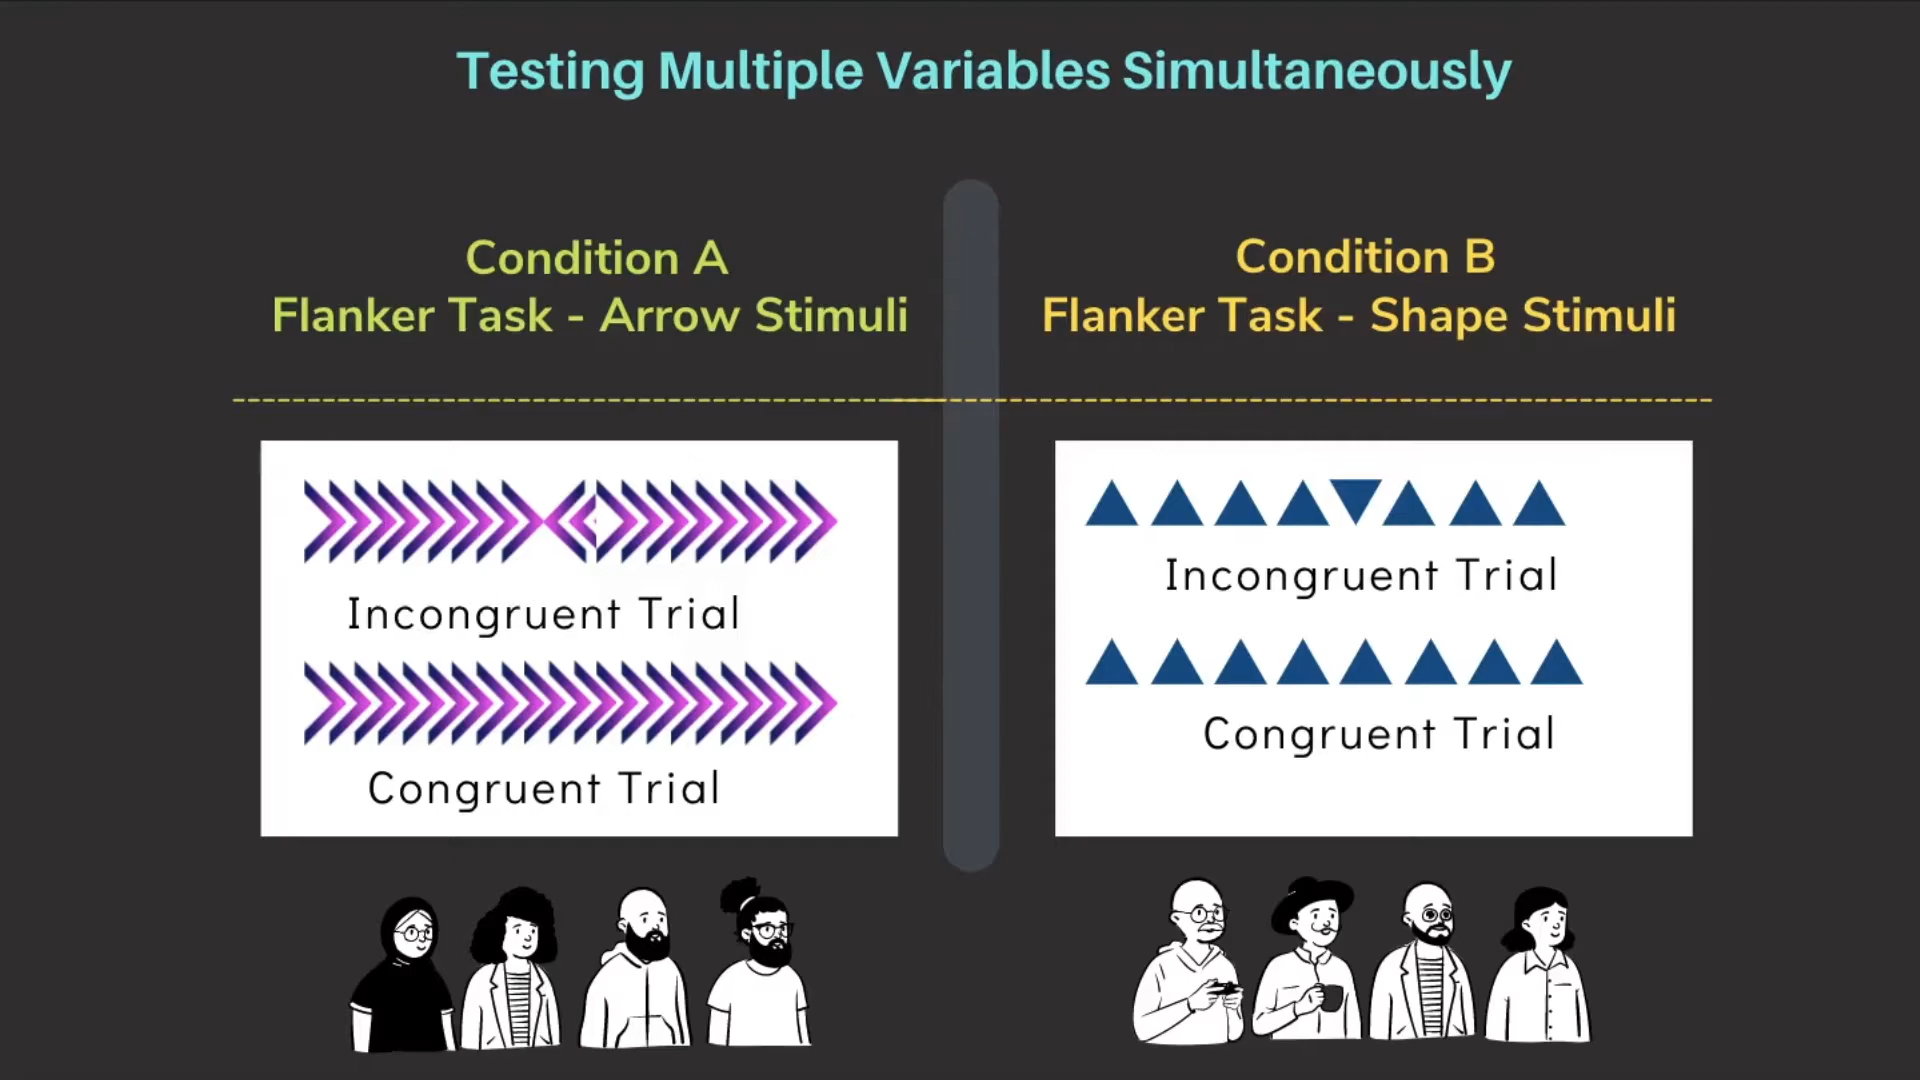 Testing Multiple Variables Simultaneously
Condition A
Flanker Task - Arrow Stimuli
Incongruent Trial
Congruent Trial
Condition B
Flanker Task - Shape Stimuli
Incongruent Trial
Congruent Trial